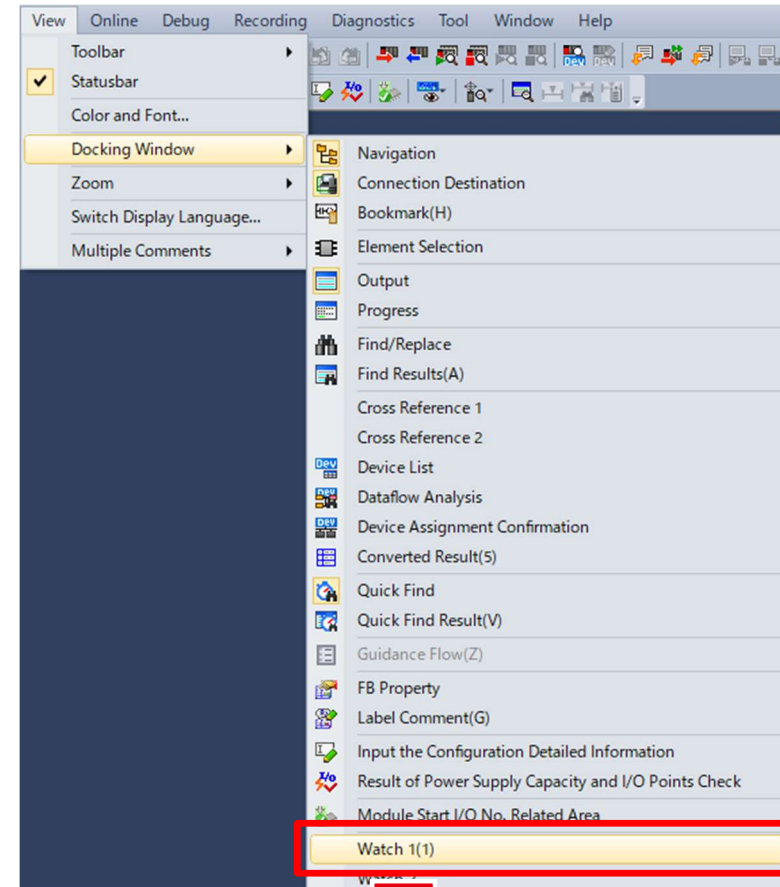 View Online Debug Recording Diagnostics Tool Window Help
Toolbar
Statusbar
Color and Font...
Docking Window
Zoom
Switch Display Language...
Multiple Comments
Navigation
Connection Destination
Bookmark(H)
Element Selection
Output
Progress
Find/Replace
Find Results(A)
Cross Reference 1
Cross Reference 2
Device List
Dataflow Analysis
Device Assignment Confirmation
Converted Result(5)
Quick Find
Quick Find Result(V)
Guidance Flow(Z)
FB Property
Label Comment(G)
Input the Configuration Detailed Information
Result of Power Supply Capacity and I/O Points Check
Module Start I/O No. Related Area
Watch 1(1)